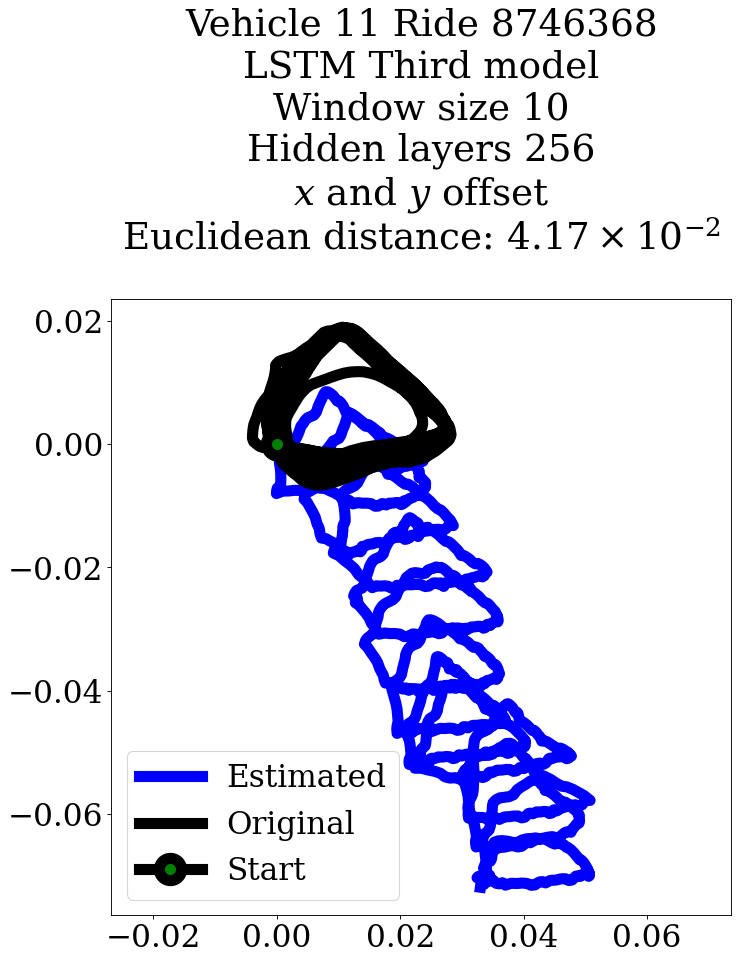 Vehicle 11 Ride 8746368
LSTM Third model
Window size 10
Hidden layers 256
x and y offset
Euclidean distance: 4.17 × 10⁻²
0.02
0.00
−0.02
−0.04
−0.06
Estimated
Original
Start
−0.02 0.00 0.02 0.04 0.06